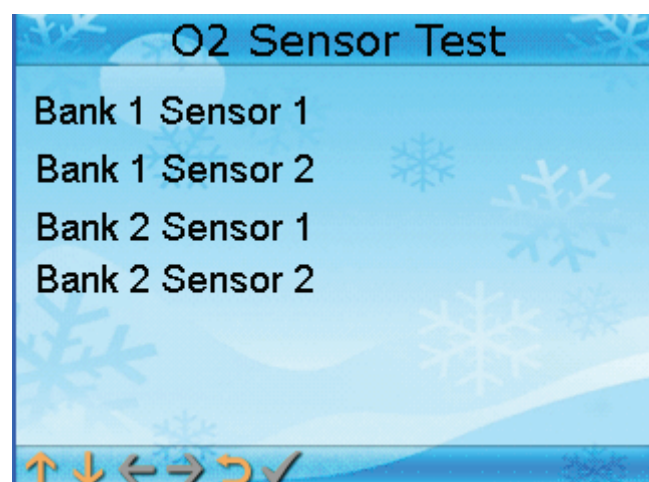 O2 Sensor Test
Bank 1 Sensor 1
Bank 1 Sensor 2
Bank 2 Sensor 1
Bank 2 Sensor 2